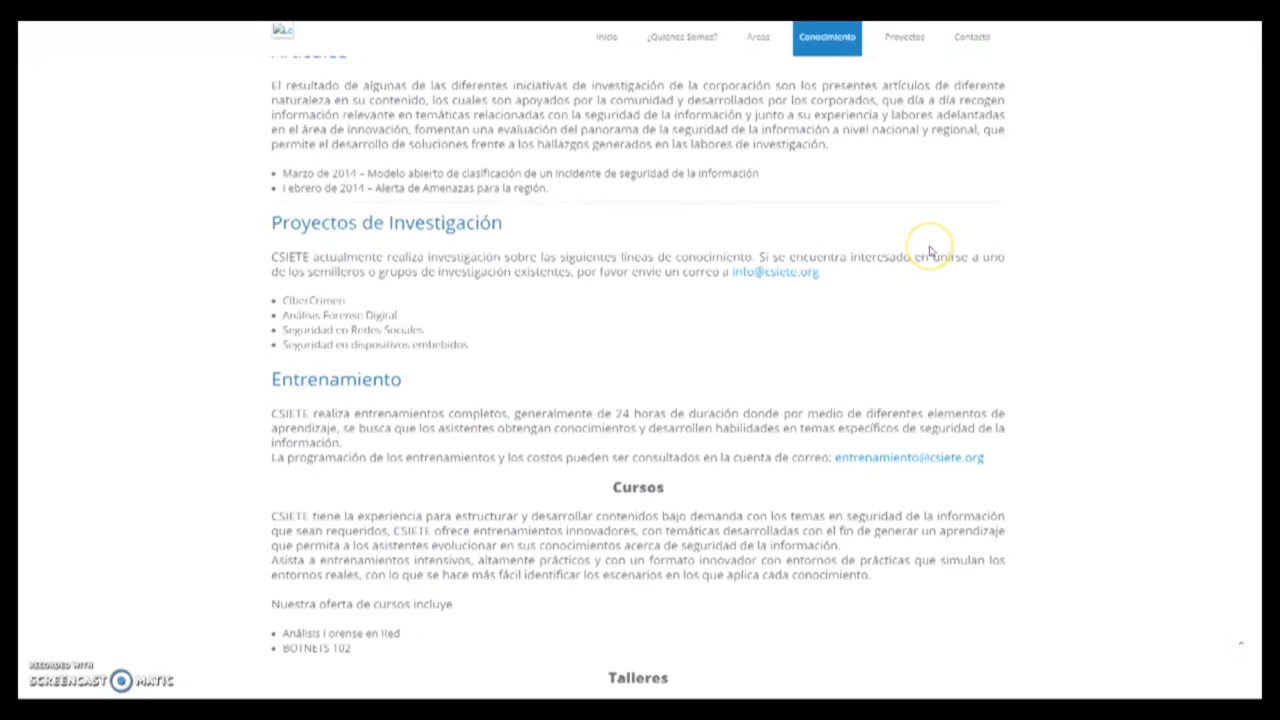 Inicio ¿Quiénes Somos? Áreas Conocimiento Proyectos Contacto
El resultado de algunas de las diferentes iniciativas de investigación de la corporación son los presentes artículos de diferente
naturaleza en su contenido, los cuales son apoyados por la comunidad y desarrollados por los corporados, que día a día recogen
información relevante en temáticas relacionadas con la seguridad de la información y junto a su experiencia y labores adelantadas
en el área de innovación, fomentan una evaluación del panorama de la seguridad de la información a nivel nacional y regional, que
permite el desarrollo de soluciones frente a los hallazgos generados en las labores de investigación.
• Marzo de 2014 – Modelo abierto de clasificación de un incidente de seguridad de la información
• Febrero de 2014 – Alerta de Amenazas para la región.
Proyectos de Investigación
CSIETE actualmente realiza investigación sobre las siguientes líneas de conocimiento. Si se encuentra interesado en unirse a uno
de los semilleros o grupos de investigación existentes, por favor envíe un correo a info@csiete.org
• CiberCrimen
• Análisis Forense Digital
• Seguridad en Redes Sociales
• Seguridad en dispositivos embebidos
Entrenamiento
CSIETE realiza entrenamientos completos, generalmente de 24 horas de duración donde por medio de diferentes elementos de
aprendizaje, se busca que los asistentes obtengan conocimientos y desarrollen habilidades en temas específicos de seguridad de la
información.
La programación de los entrenamientos y los costos pueden ser consultados en la cuenta de correo: entrenamiento@csiete.org
Cursos
CSIETE tiene la experiencia para estructurar y desarrollar contenidos bajo demanda con los temas en seguridad de la información
que sean requeridos, CSIETE ofrece entrenamientos innovadores, con temáticas desarrolladas con el fin de generar un aprendizaje
que permita a los asistentes evolucionar en sus conocimientos acerca de seguridad de la información.
Asista a entrenamientos intensivos, altamente prácticos y con un formato innovador con entornos de prácticas que simulan los
entornos reales, con lo que se hace más fácil identificar los escenarios en los que aplica cada conocimiento.
Nuestra oferta de cursos incluye
• Análisis Forense en Red
• BOTNETS 102
Talleres
RECORDED WITH
SCREENCAST MATIC